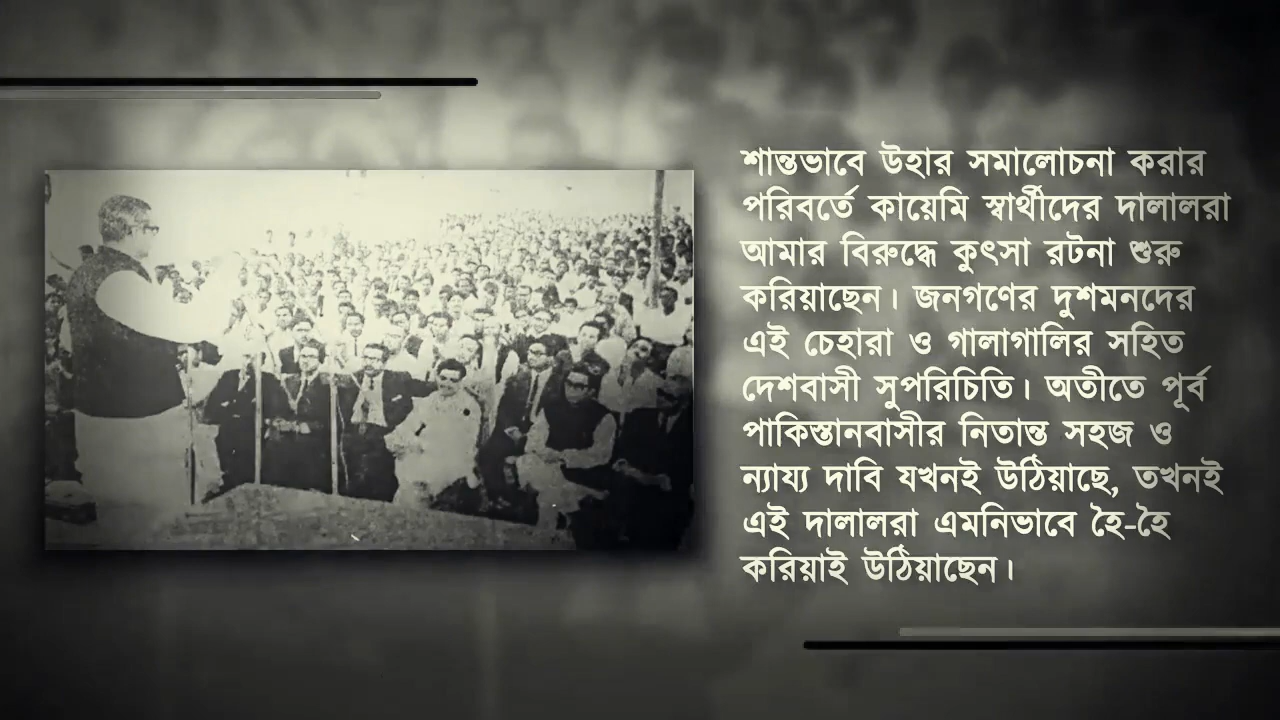 শান্তভাবে উহার সমালোচনা করার
পরিবর্তে কায়েমি স্বার্থীদের দালালরা
আমার বিরুদ্ধে কুৎসা রটনা শুরু
করিয়াছেন। জনগণের দুশমনদের
এই চেহারা ও গালাগালির সহিত
দেশবাসী সুপরিচিতি। অতীতে পূর্ব
পাকিস্তানবাসীর নিতান্ত সহজ ও
ন্যায্য দাবি যখনই উঠিয়াছে, তখনই
এই দালালরা এমনিভাবে হৈ-হৈ
করিয়াই উঠিয়াছেন।